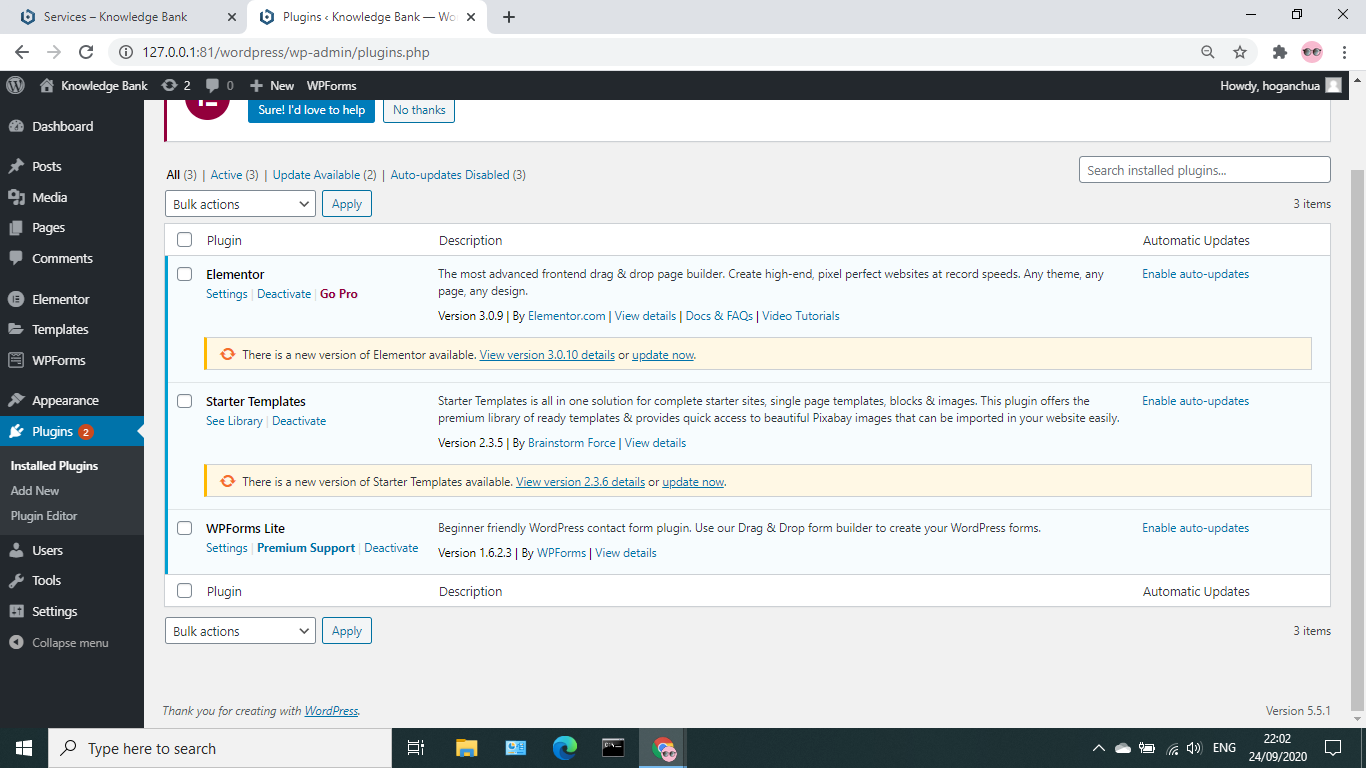 Services – Knowledge Bank
Plugins ‹ Knowledge Bank — Wo
127.0.0.1:81/wordpress/wp-admin/plugins.php
Knowledge Bank 2 0 New WPForms
Howdy, hoganchua
Sure! I'd love to help No thanks
Dashboard
Posts
Media
Pages
Comments
Elementor
Templates
WPForms
Appearance
Plugins 2
Installed Plugins
Add New
Plugin Editor
Users
Tools
Settings
Collapse menu
All (3) | Active (3) | Update Available (2) | Auto-updates Disabled (3)
Search installed plugins...
Bulk actions Apply
3 items
Plugin Description Automatic Updates
Elementor
Settings | Deactivate | Go Pro
The most advanced frontend drag & drop page builder. Create high-end, pixel perfect websites at record speeds. Any theme, any
page, any design.
Version 3.0.9 | By Elementor.com | View details | Docs & FAQs | Video Tutorials
Enable auto-updates
There is a new version of Elementor available. View version 3.0.10 details or update now.
Starter Templates
See Library | Deactivate
Starter Templates is all in one solution for complete starter sites, single page templates, blocks & images. This plugin offers the
premium library of ready templates & provides quick access to beautiful Pixabay images that can be imported in your website easily.
Version 2.3.5 | By Brainstorm Force | View details
Enable auto-updates
There is a new version of Starter Templates available. View version 2.3.6 details or update now.
WPForms Lite
Settings | Premium Support | Deactivate
Beginner friendly WordPress contact form plugin. Use our Drag & Drop form builder to create your WordPress forms.
Version 1.6.2.3 | By WPForms | View details
Enable auto-updates
Plugin Description Automatic Updates
Bulk actions Apply
3 items
Thank you for creating with WordPress.
Version 5.5.1
Type here to search
ENG
22:02
24/09/2020